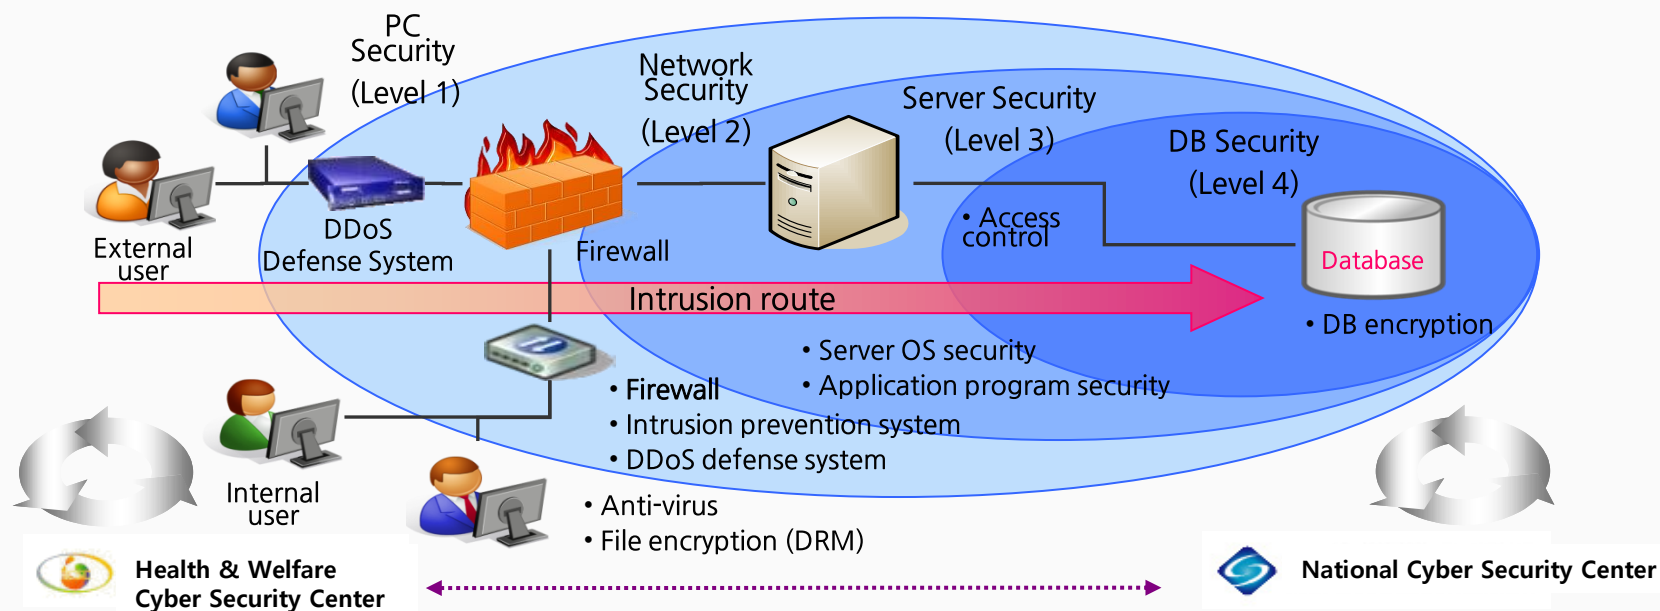 PC
Security
(Level 1)
Network
Security
(Level 2)
Server Security
(Level 3)
DB Security
(Level 4)
External
user
DDoS
Defense System
Firewall
• Access
control
Database
Intrusion route
• DB encryption
• Server OS security
• Application program security
• Firewall
• Intrusion prevention system
• DDoS defense system
Internal
user
• Anti-virus
• File encryption (DRM)
Health & Welfare
Cyber Security Center
National Cyber Security Center